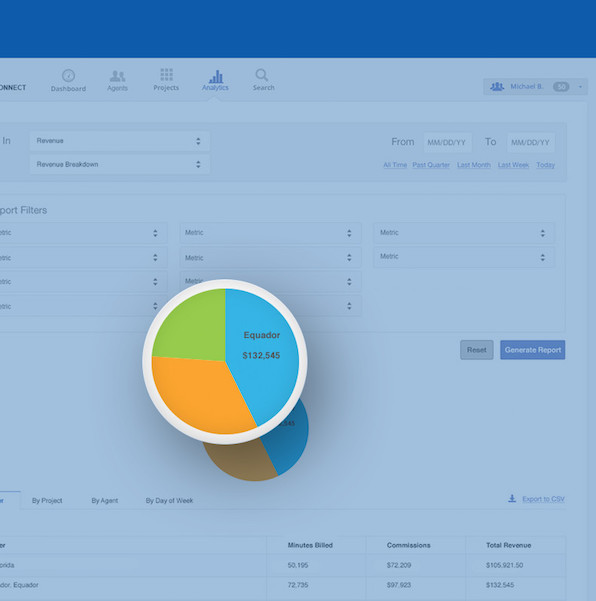 ONNECT Dashboard Agents Projects Analytics Search Michael B. 50
In Revenue From MM/DD/YY To MM/DD/YY
Revenue Breakdown All Time Past Quarter Last Month Last Week Today
port Filters
etric Metric Metric
etric Metric Metric
etric Metric
etric
Equador
$132,545
Reset Generate Report
By Project By Agent By Day of Week Export to CSV
er Minutes Billed Commissions Total Revenue
orida 50,195 $72,209 $105,921.50
dor: Equador 72,735 $97,923 $132,545